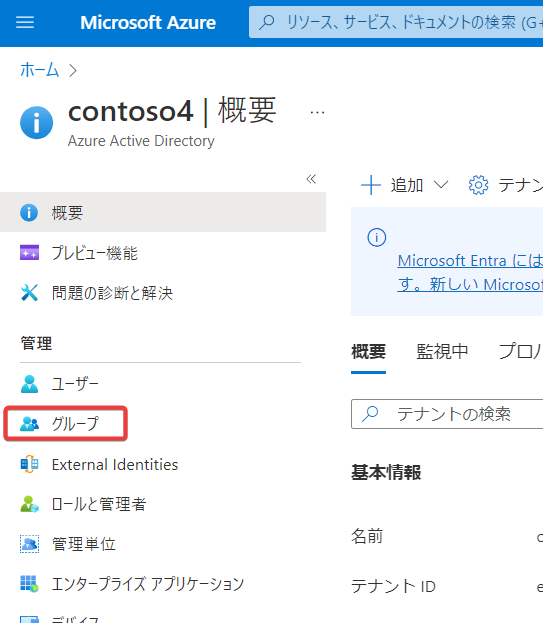 Microsoft Azure
リソース、サービス、ドキュメントの検索 (G+
ホーム
contoso4 | 概要
Azure Active Directory
概要
プレビュー機能
問題の診断と解決
管理
ユーザー
グループ
External Identities
ロールと管理者
管理単位
エンタープライズ アプリケーション
デバイス
追加
テナン
Microsoft Entra には
す。新しい Microsof
概要 監視中 プロパ
テナントの検索
基本情報
名前
テナント ID